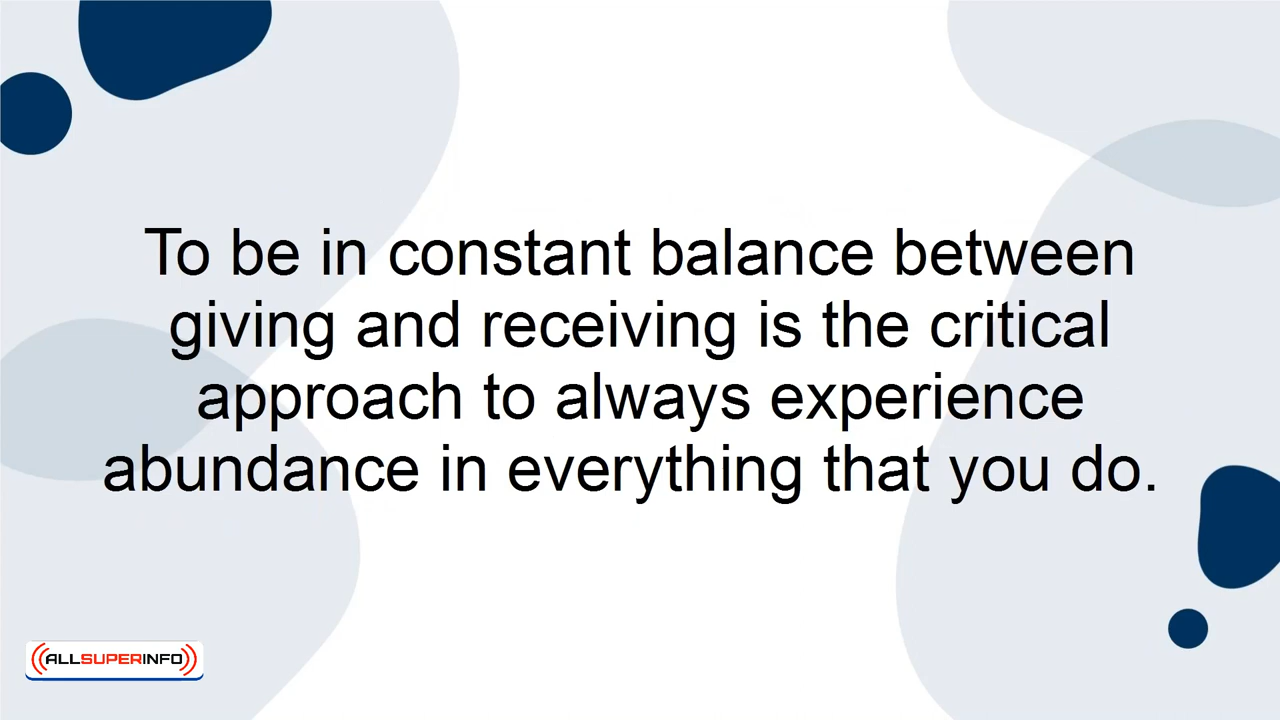 To be in constant balance between
giving and receiving is the critical
approach to always experience
abundance in everything that you do.
ALLSUPERINFO